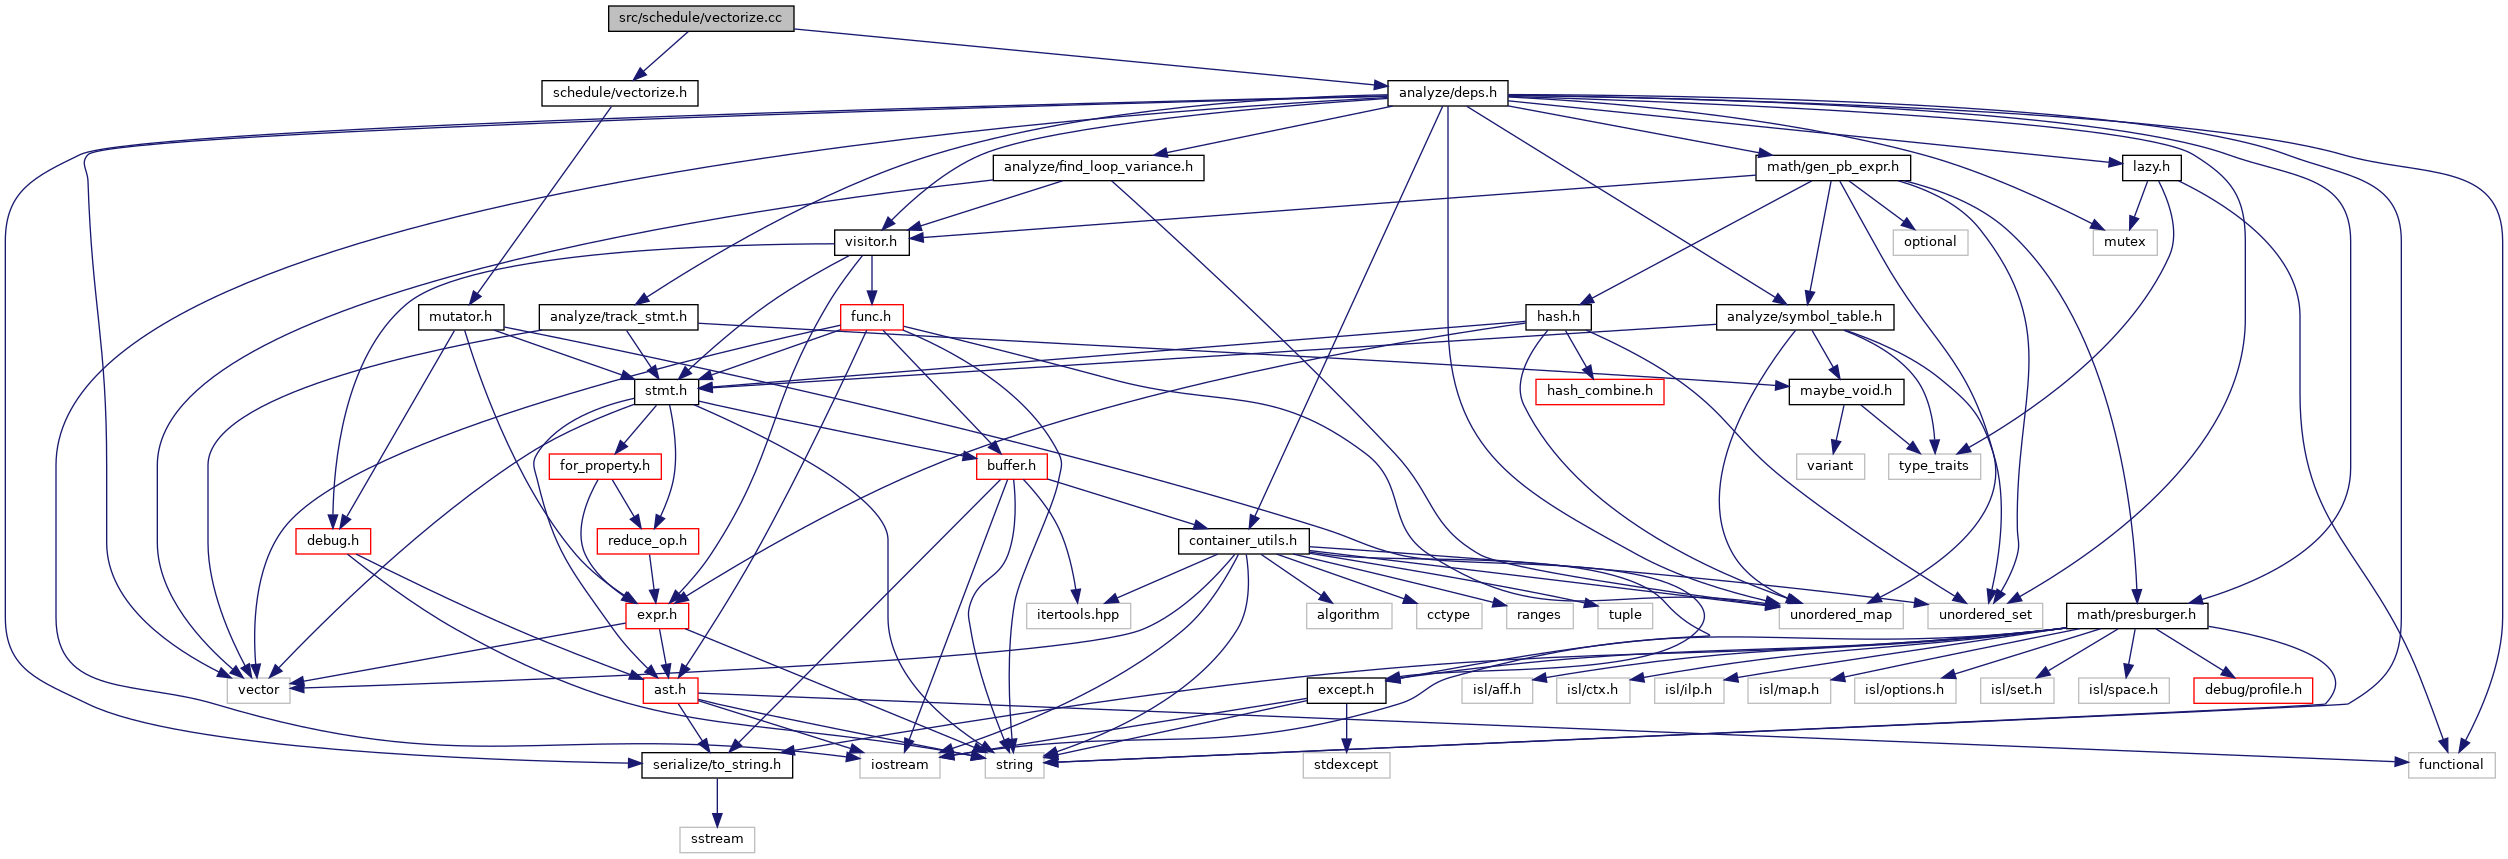 src/schedule/vectorize.cc
schedule/vectorize.h
analyze/deps.h
analyze/find_loop_variance.h
math/gen_pb_expr.h
lazy.h
visitor.h
optional
mutex
mutator.h
analyze/track_stmt.h
func.h
hash.h
analyze/symbol_table.h
stmt.h
hash_combine.h
maybe_void.h
for_property.h
buffer.h
variant
type_traits
debug.h
reduce_op.h
container_utils.h
expr.h
itertools.hpp
algorithm
cctype
ranges
tuple
unordered_map
unordered_set
math/presburger.h
vector
ast.h
except.h
isl/aff.h
isl/ctx.h
isl/ilp.h
isl/map.h
isl/options.h
isl/set.h
isl/space.h
debug/profile.h
serialize/to_string.h
iostream
string
stdexcept
functional
sstream